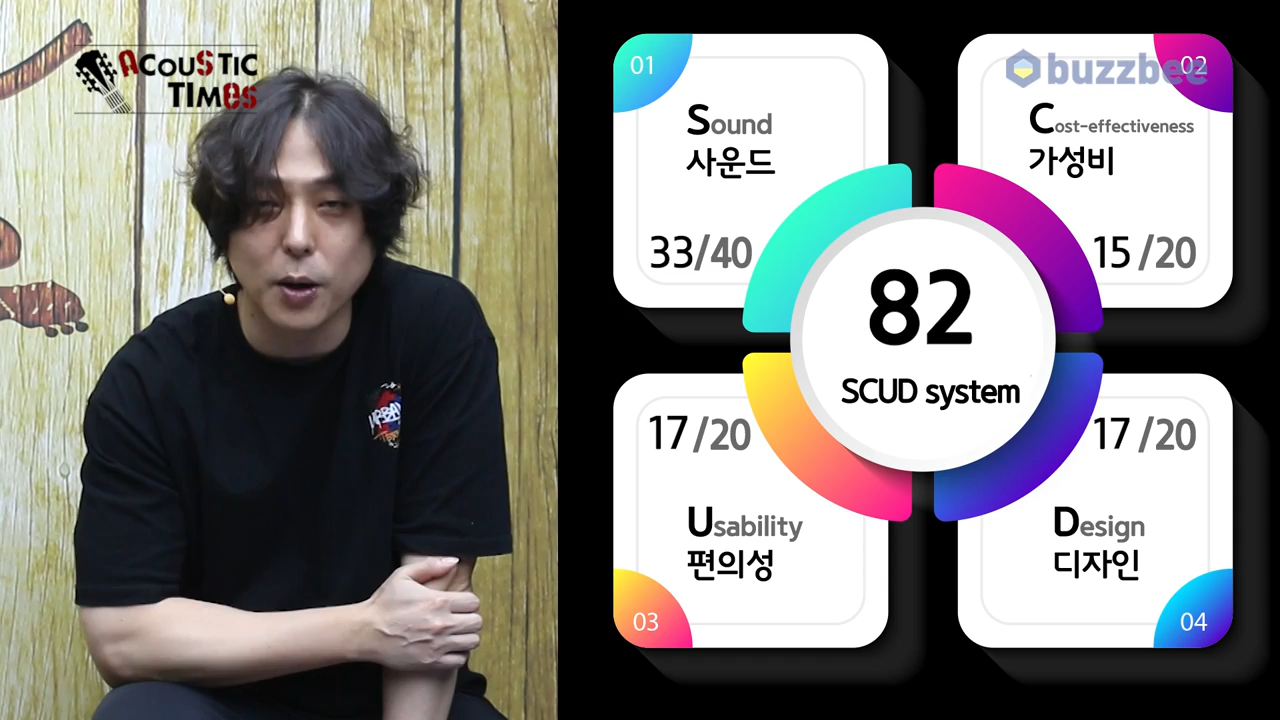 ACOUSTIC
TIMES
01
Sound
사운드
33/40
buzzbee
02
Cost-effectiveness
가성비
15/20
82
SCUD system
17/20
Usability
편의성
03
17/20
Design
디자인
04